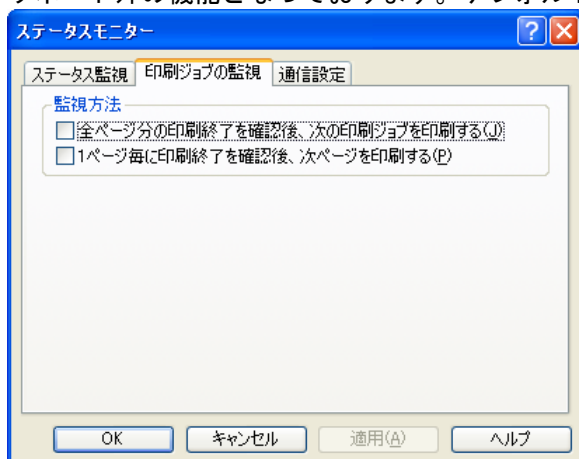 ステータスモニター
ステータス監視 印刷ジョブの監視 通信設定
監視方法
全ページ分の印刷終了を確認後、次の印刷ジョブを印刷する(J)
1ページ毎に印刷終了を確認後、次ページを印刷する(P)
OK キャンセル 適用(A) ヘルプ